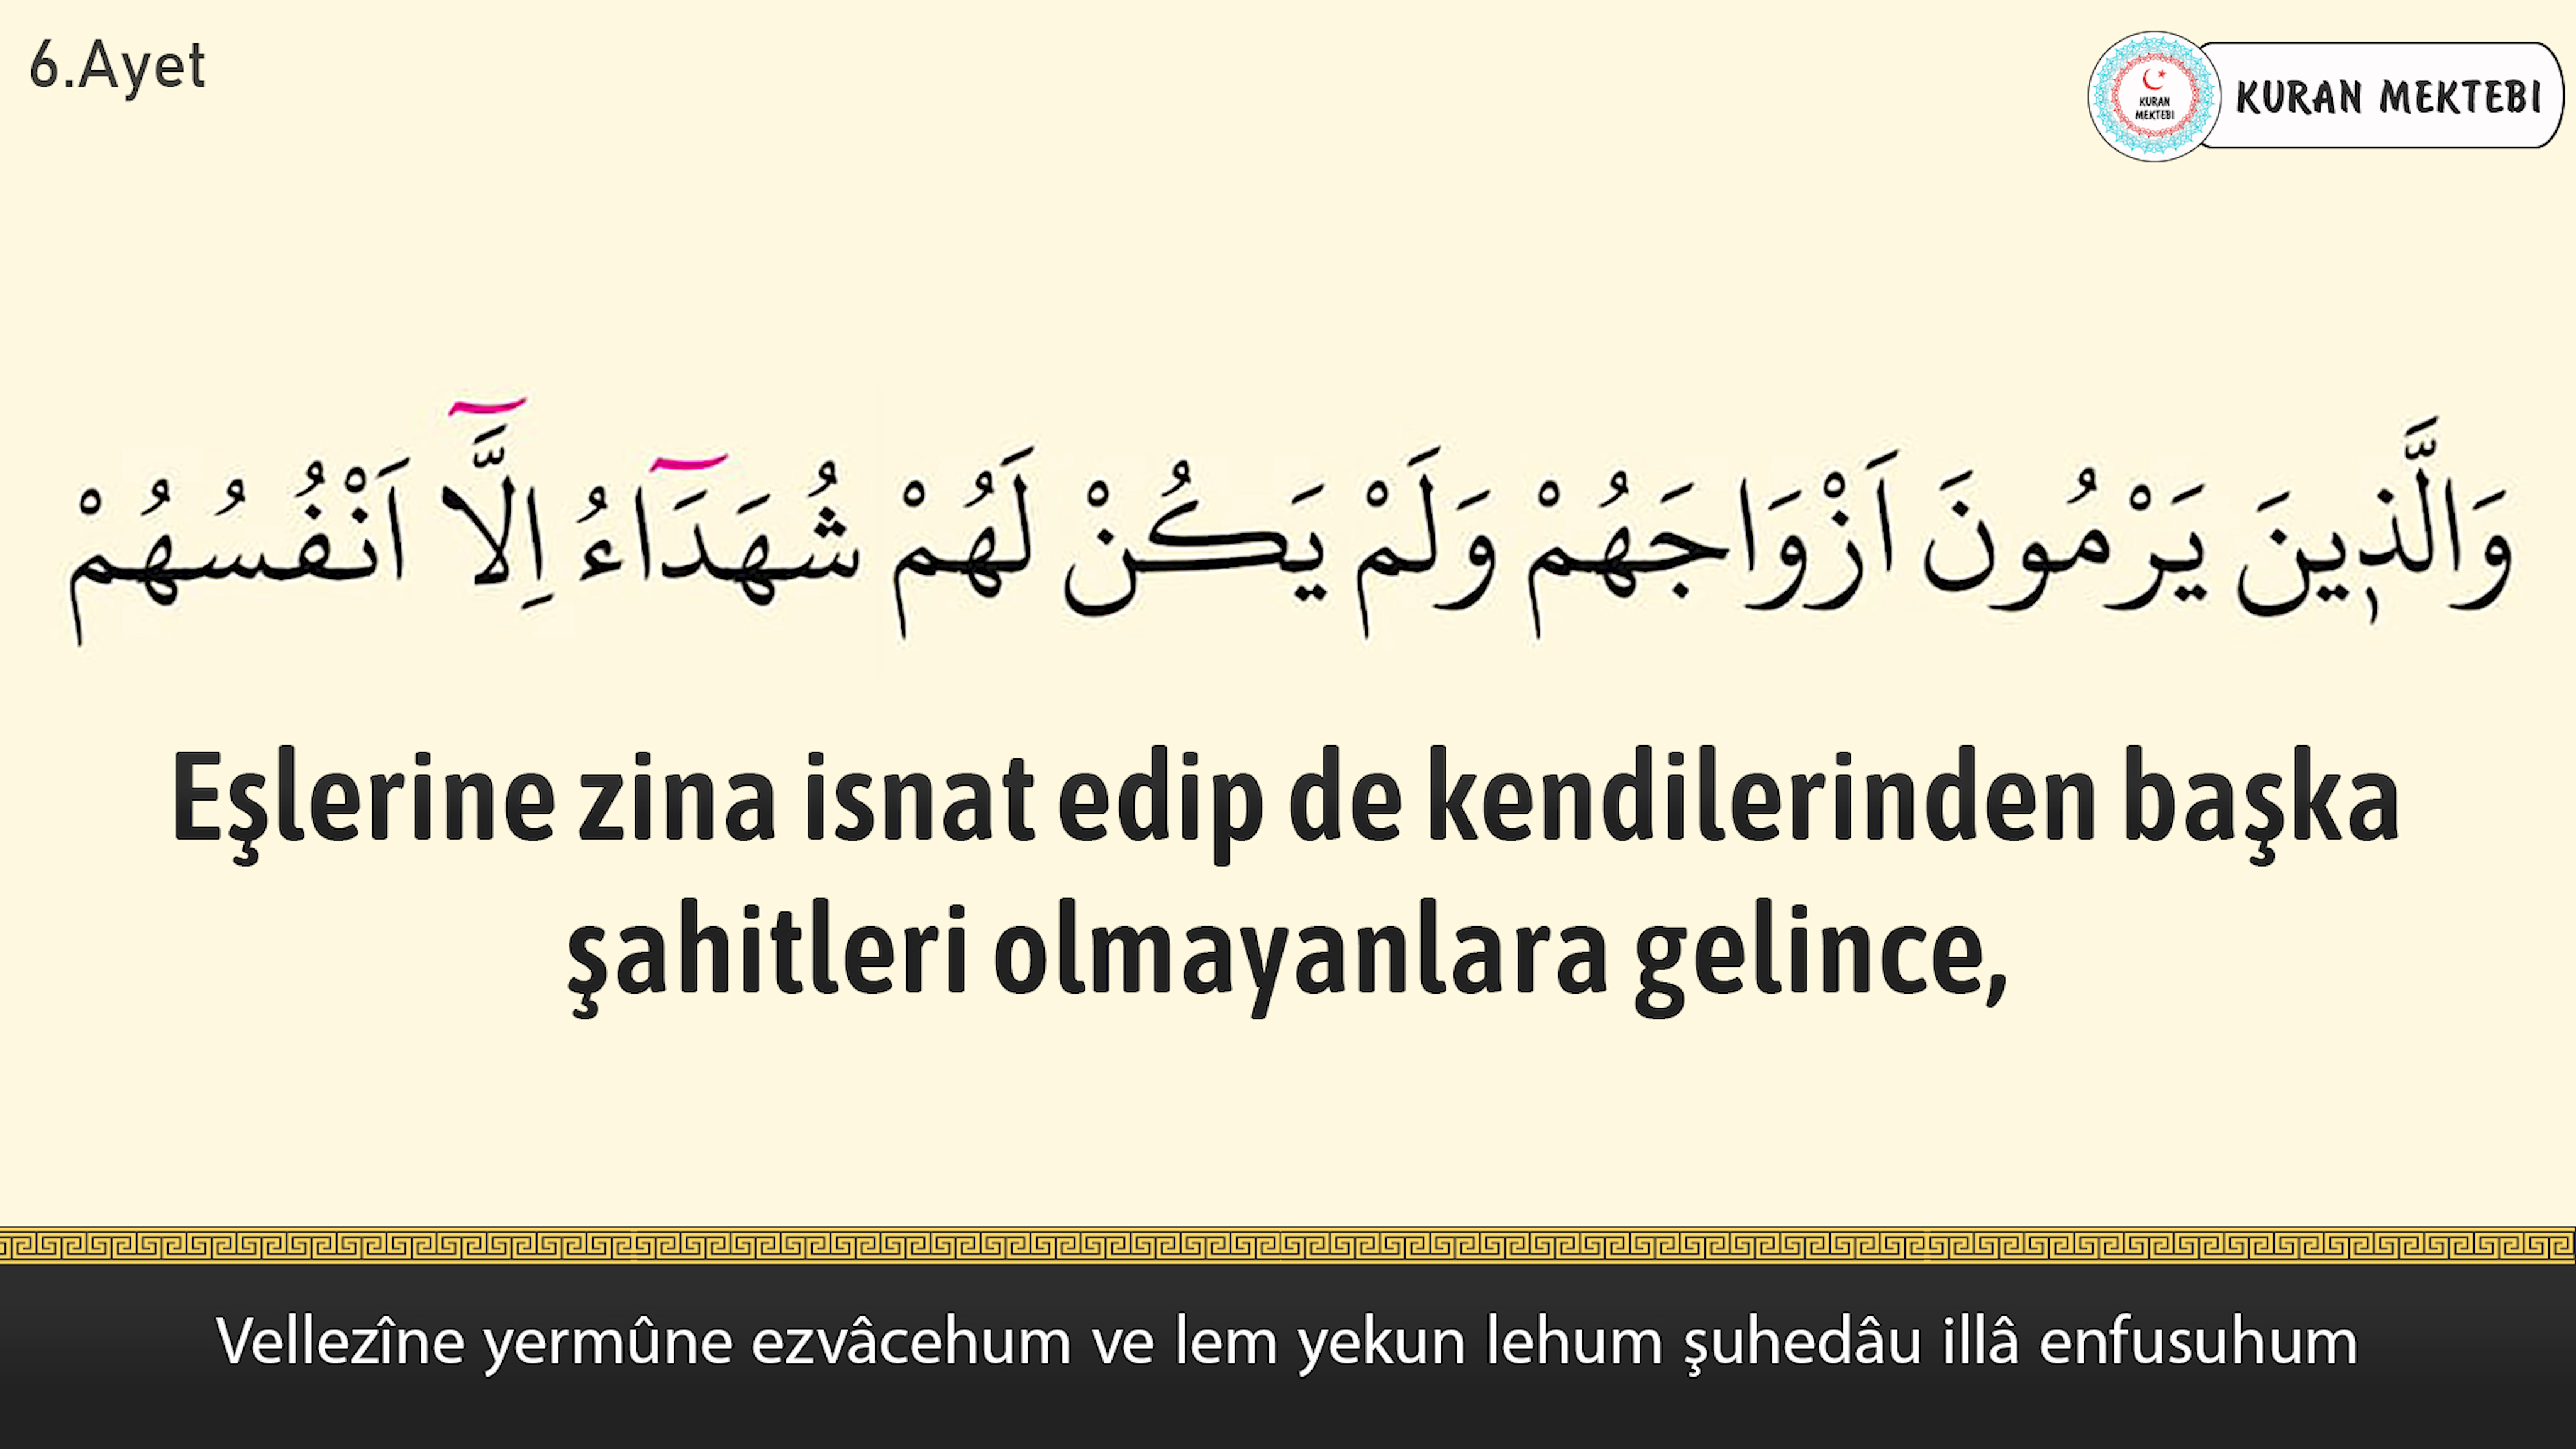 6.Ayet
KURAN
MEKTEBI
KURAN MEKTEBI
وَالَّذ۪ينَ يَرْمُونَ اَزْوَاجَهُمْ وَلَمْ يَكُنْ لَهُمْ شُهَدَٓاءُ اِلَّٓا اَنْفُسُهُمْ
Eşlerine zina isnat edip de kendilerinden başka
şahitleri olmayanlara gelince,
Vellezîne yermûne ezvâcehum ve lem yekun lehum şuhedâu illâ enfusuhum